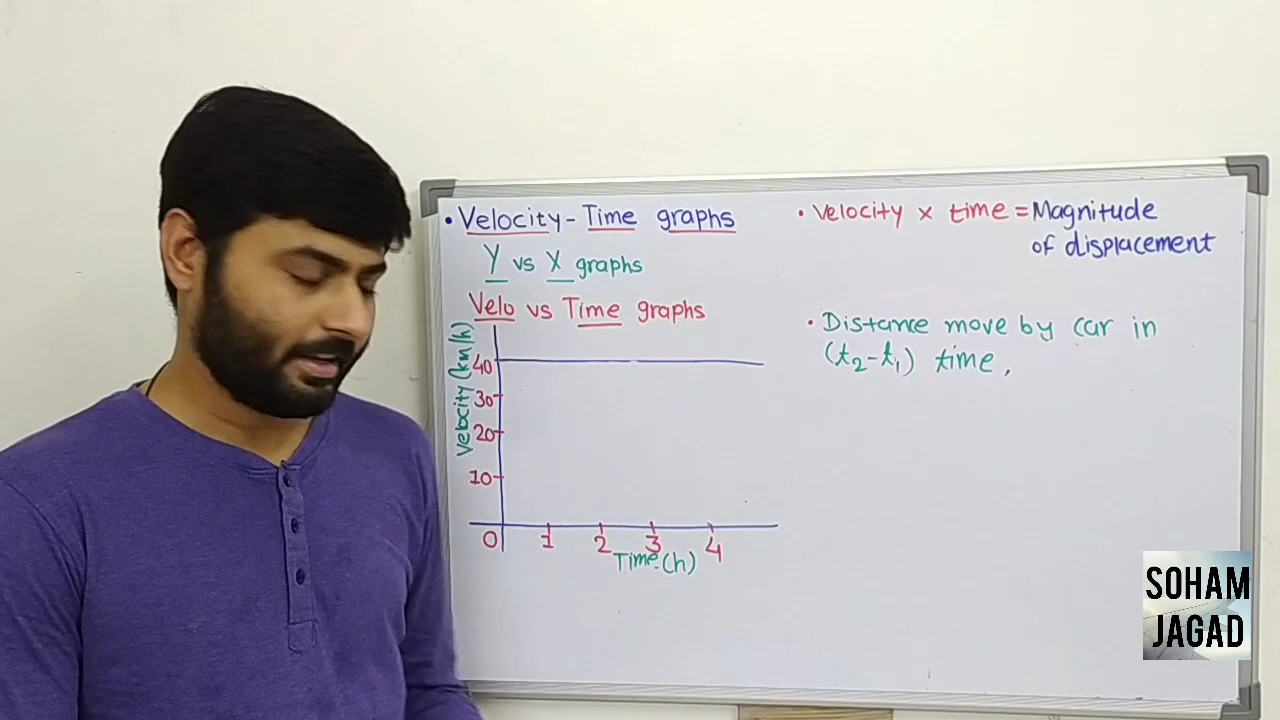 • Velocity-Time graphs
Y vs X graphs
Velo vs Time graphs
Velocity (km/h)
40
30
20
10
0 1 2 3 4
Time (h)
• Velocity × time = Magnitude
of displacement
• Distance move by car in
(t₂-t₁) time,
SOHAM
JAGAD